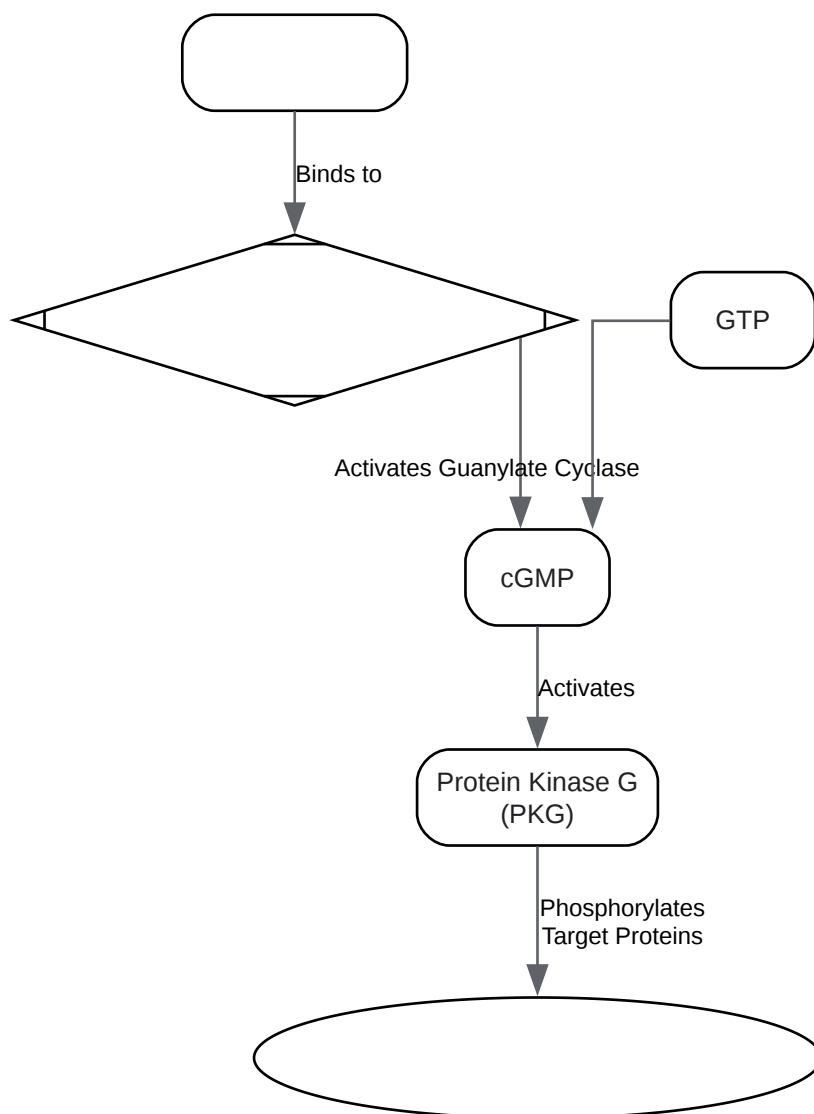 Binds to
GTP
Activates Guanylate Cyclase
cGMP
Activates
Protein Kinase G
(PKG)
Phosphorylates
Target Proteins